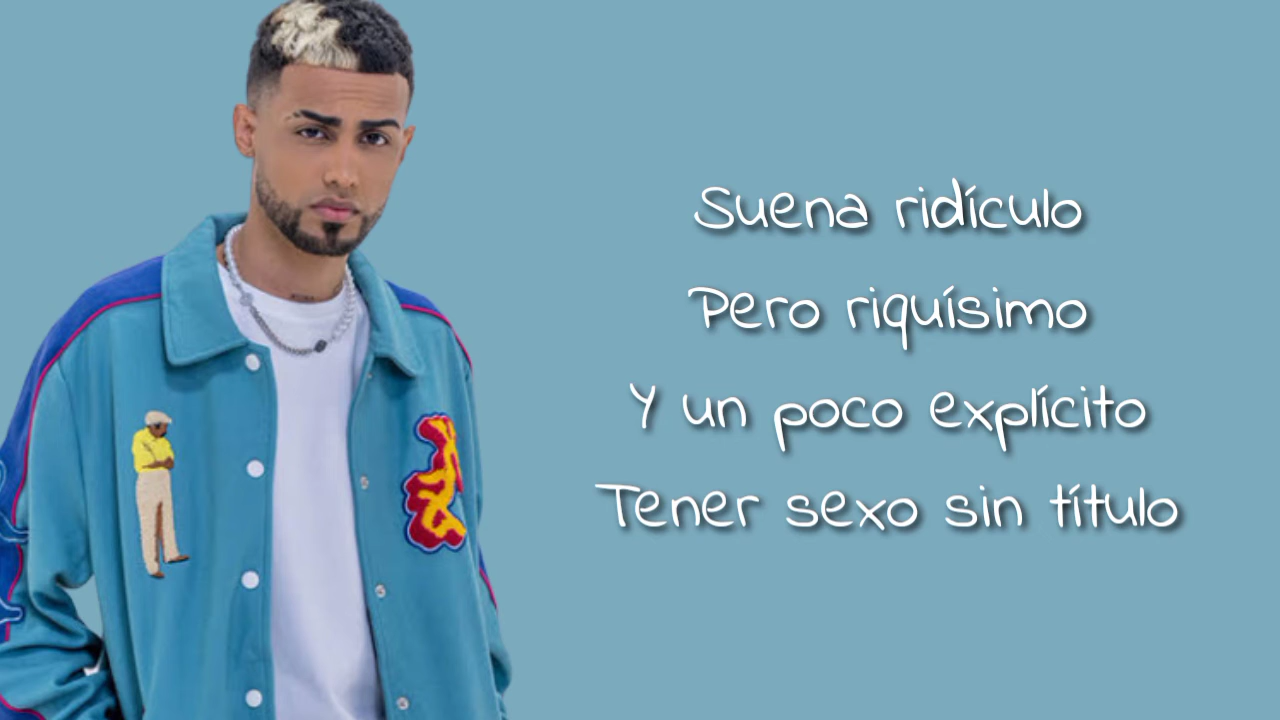 Suena ridículo
Pero riquísimo
Y un poco explícito
Tener sexo sin título